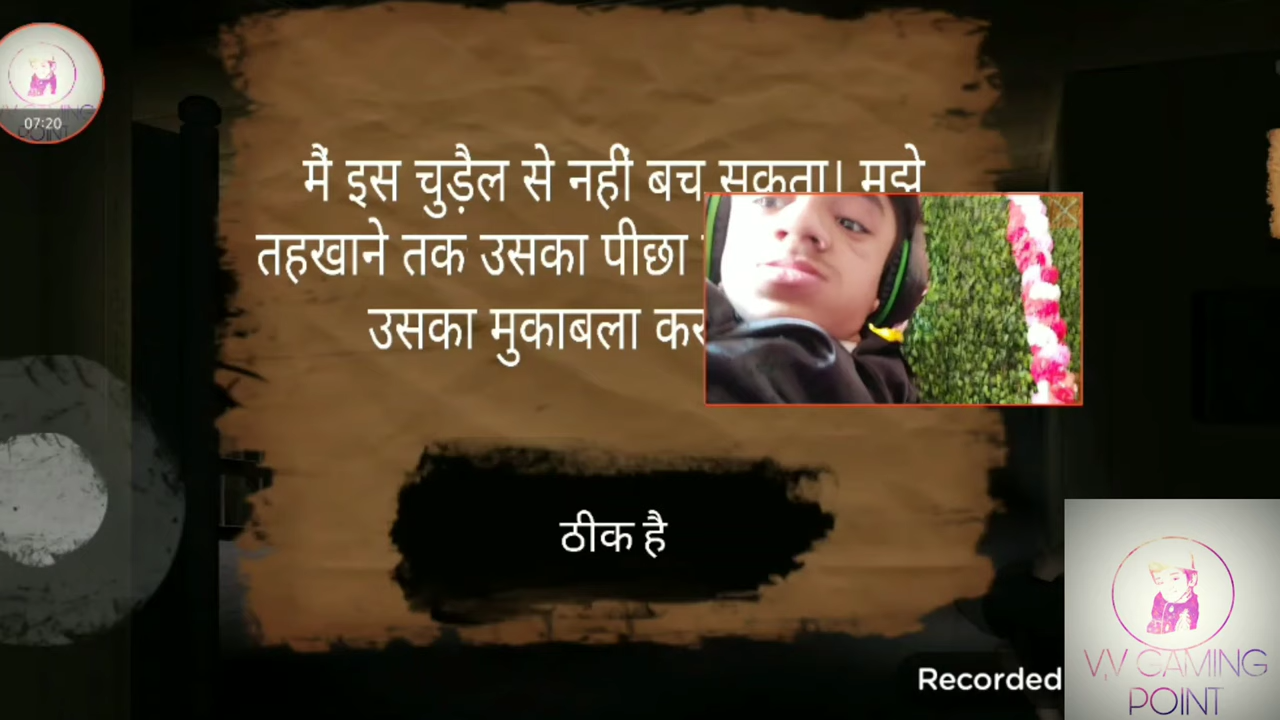 07:20
मैं इस चुड़ैल से नहीं बच सकता। मुझे
तहखाने तक उसका पीछा
उसका मुकाबला
ठीक है
Recorded
V,V GAMING
POINT